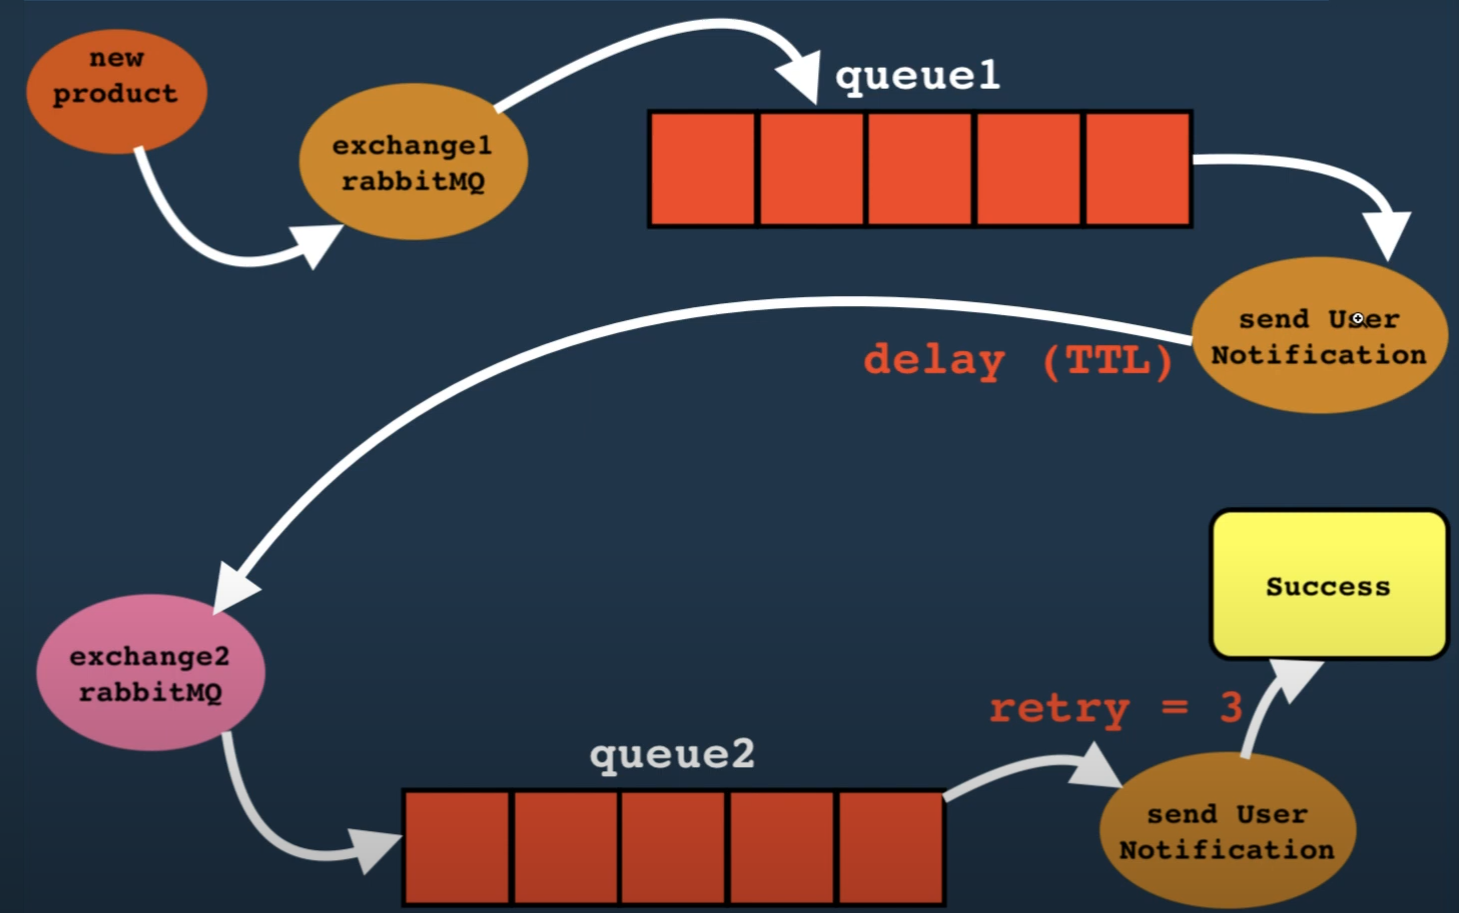 new
product
exchange1
rabbitMQ
queue1
send User
Notification
delay (TTL)
exchange2
rabbitMQ
queue2
retry = 3
send User
Notification
Success